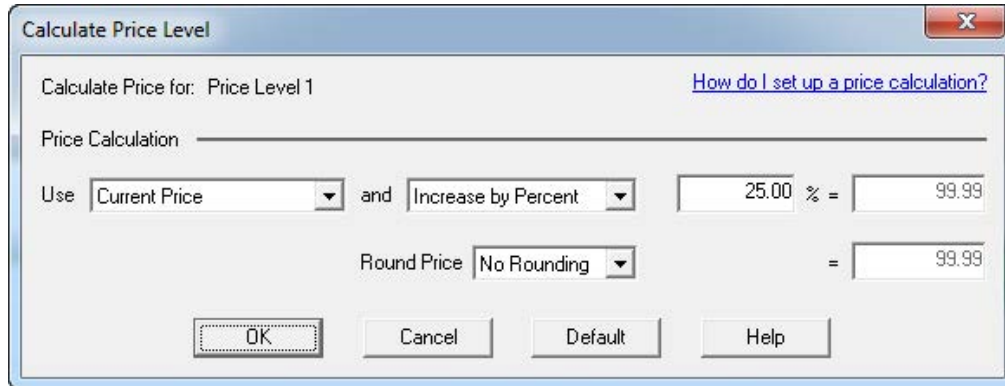 Calculate Price Level
X
Calculate Price for: Price Level 1 How do I set up a price calculation?
Price Calculation
Use Current Price and Increase by Percent 25.00 % = 99.99
Round Price No Rounding = 99.99
OK Cancel Default Help